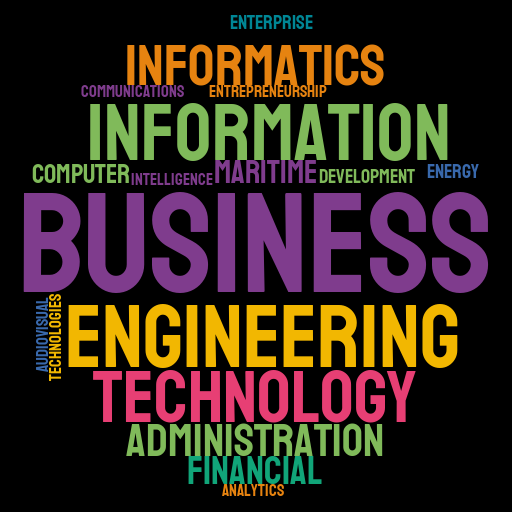 ENTERPRISE
INFORMATICS
COMMUNICATIONS ENTREPRENEURSHIP
INFORMATION
COMPUTER INTELLIGENCE MARITIME DEVELOPMENT ENERGY
BUSINESS
AUDIOVISUAL
TECHNOLOGIES
ENGINEERING
TECHNOLOGY
ADMINISTRATION
FINANCIAL
ANALYTICS